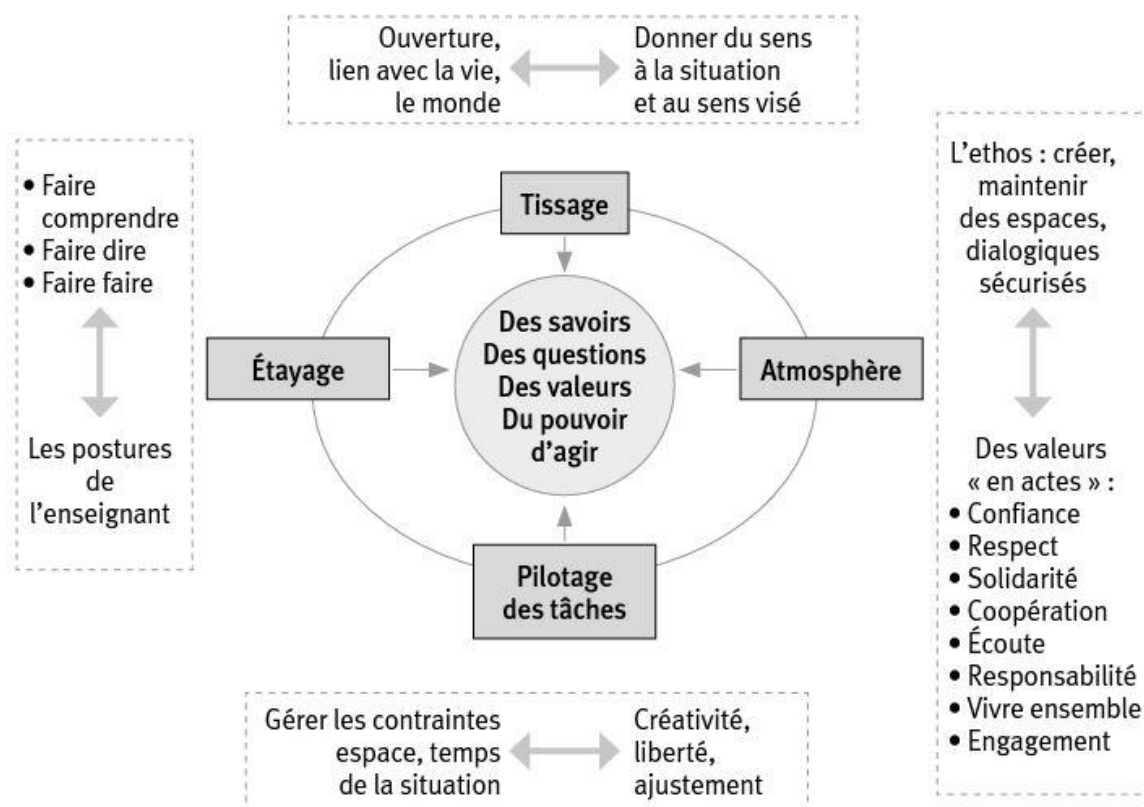 Ouverture,
lien avec la vie,
le monde
Donner du sens
à la situation
et au sens visé
• Faire
comprendre
• Faire dire
• Faire faire
Les postures
de
l’enseignant
Tissage
Étayage
Des savoirs
Des questions
Des valeurs
Du pouvoir
d’agir
Atmosphère
Pilotage
des tâches
L’ethos : créer,
maintenir
des espaces,
dialogiques
sécurisés
Des valeurs
« en actes » :
• Confiance
• Respect
• Solidarité
• Coopération
• Écoute
• Responsabilité
• Vivre ensemble
• Engagement
Gérer les contraintes
espace, temps
de la situation
Créativité,
liberté,
ajustement